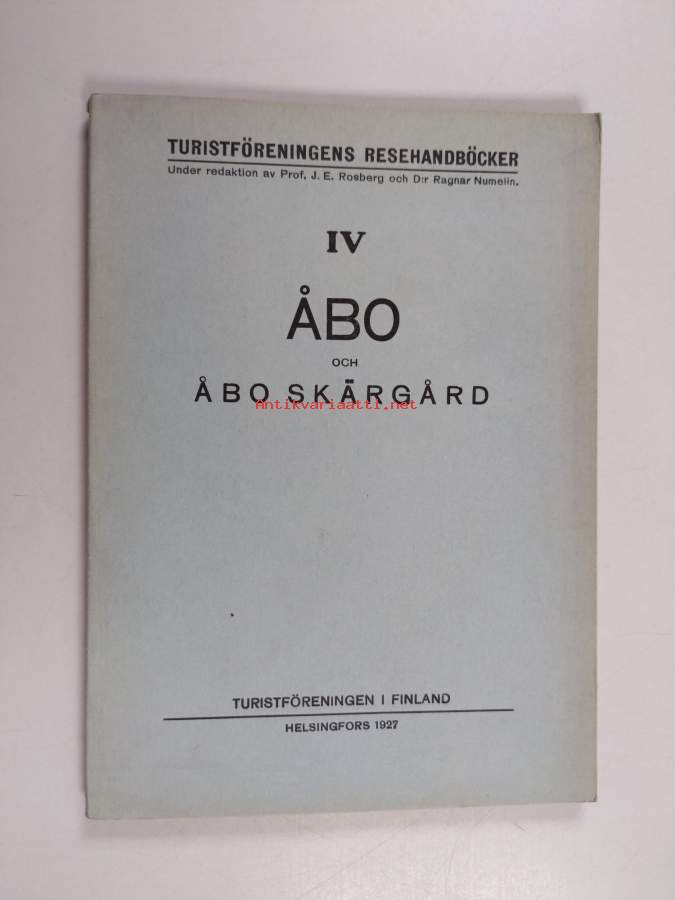 TURISTFÖRENINGENS RESEHANDBÖCKER
Under redaktion av Prof. J. E. Rosberg och D:r Ragnar Numelin.
IV
ÅBO
OCH
ÅBO SKÄRGÅRD
Antikvariaatti.net
TURISTFÖRENINGEN I FINLAND
HELSINGFORS 1927